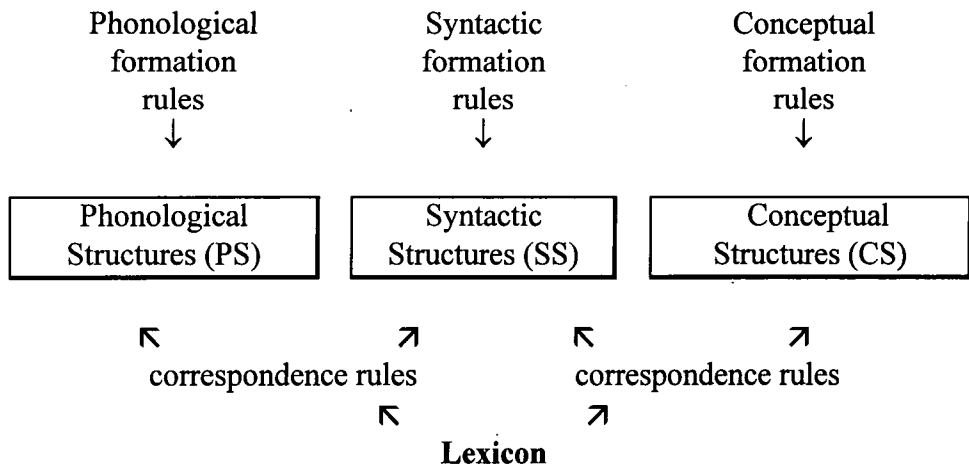 Phonological Syntactic Conceptual
formation formation formation
rules rules rules
↓ ↓ ↓
Phonological Syntactic Conceptual
Structures (PS) Structures (SS) Structures (CS)
↖ ↗ ↖ ↗
correspondence rules correspondence rules
↖ ↗
Lexicon